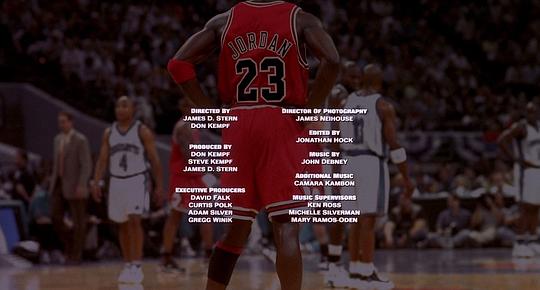 JORDAN
23
4
DIRECTED BY
JAMES D. STERN
DON KEMPF
PRODUCED BY
DON KEMPF
STEVE KEMPF
JAMES D. STERN
EXECUTIVE PRODUCERS
DAVID FALK
CURTIS POLK
ADAM SILVER
GREGG WINIK
DIRECTOR OF PHOTOGRAPHY
JAMES NEIHOUSE
EDITED BY
JONATHAN HOCK
MUSIC BY
JOHN DEBNEY
ADDITIONAL MUSIC
CAMARA KAMBON
MUSIC SUPERVISORS
KEN ROSS
MICHELLE SILVERMAN
MARY RAMOS-ODEN